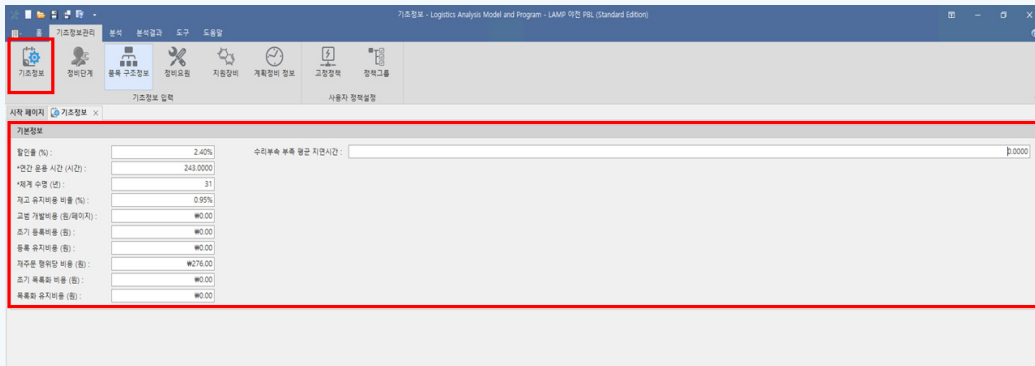 기초정보 - Logistics Analysis Model and Program - LAMP 야전 PBL (Standard Edition)
홈 기초정보관리 분석 분석결과 도구 도움말
기초정보 정비단계 품목 구조정보 정비요원 지원장비 계획정비 정보 고정정책 정책그룹
기초정보 입력 사용자 정책설정
시작 페이지 기초정보 ×
기본정보
할인율 (%) : 2.40% 수리부속 부족 평균 지연시간 : 0.0000
*연간 운용 시간 (시간) : 243.0000
*체계 수명 (년) : 31
재고 유지비용 비율 (%) : 0.95%
교범 개발비용 (원/페이지) : ₩0.00
초기 등록비용 (원) : ₩0.00
등록 유지비용 (원) : ₩0.00
재주문 행위당 비용 (원) : ₩276.00
초기 목록화 비용 (원) : ₩0.00
목록화 유지비용 (원) : ₩0.00